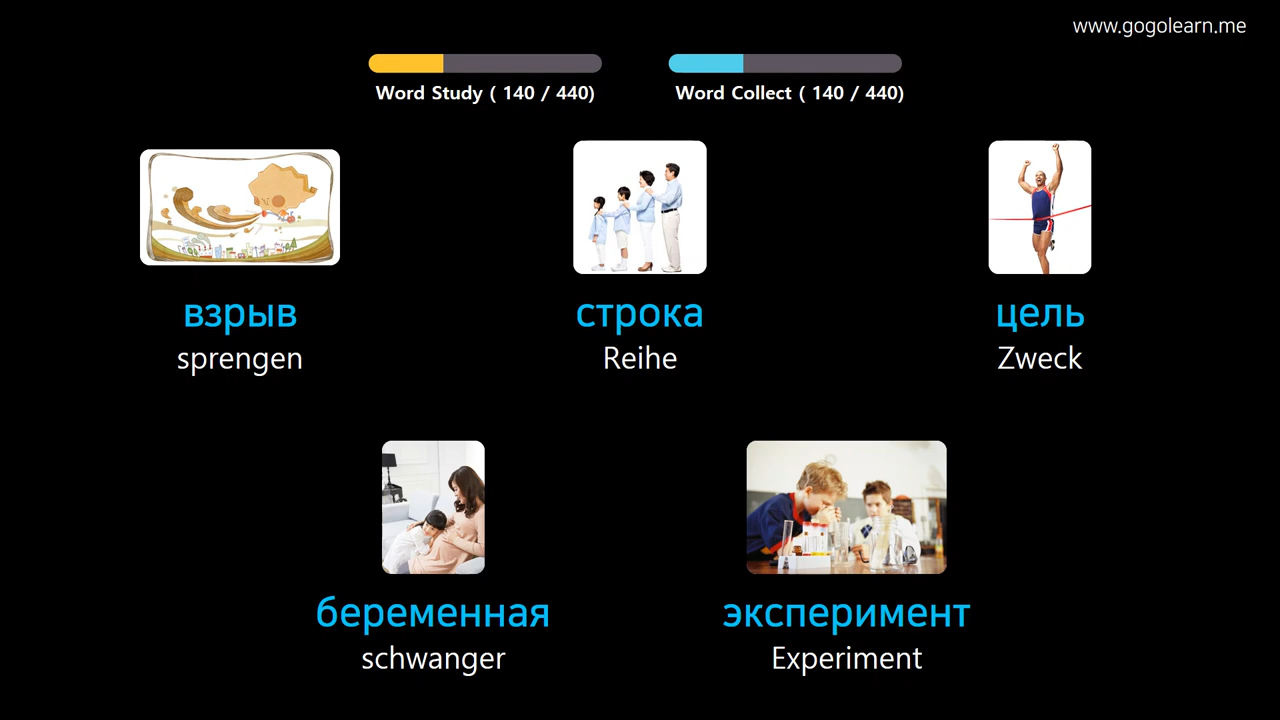 www.gogolearn.me
Word Study ( 140 / 440)
Word Collect ( 140 / 440)
взрыв
sprengen
строка
Reihe
цель
Zweck
беременная
schwanger
эксперимент
Experiment